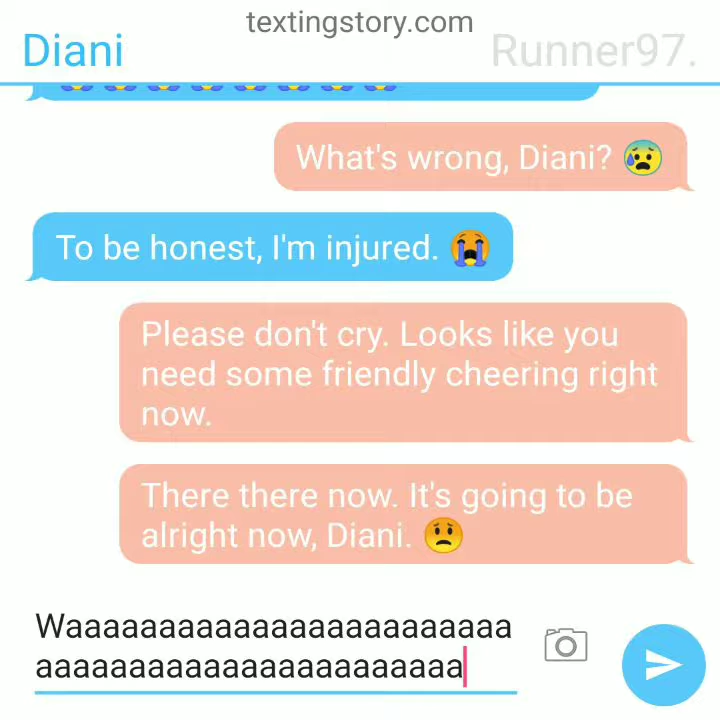 textingstory.com
Diani
Runner97.
😭😭😭😭😭😭😭😭
What's wrong, Diani? 😰
To be honest, I'm injured. 😭
Please don't cry. Looks like you
need some friendly cheering right
now.
There there now. It's going to be
alright now, Diani. 😟
Waaaaaaaaaaaaaaaaaaaaaaaa
aaaaaaaaaaaaaaaaaaaaaaa